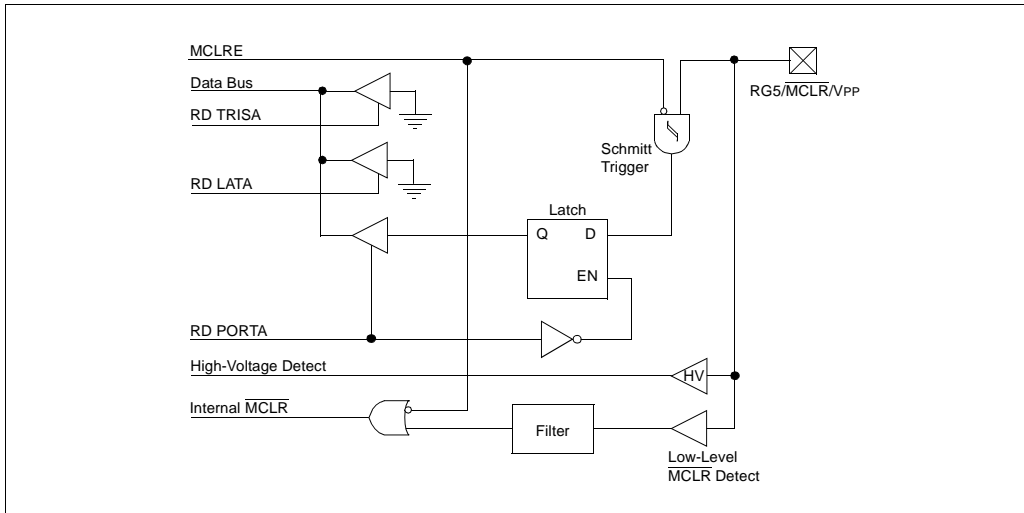 MCLRE
Data Bus
RD TRISA
RG5/MCLR/VPP
Schmitt
Trigger
RD LATA
Latch
Q D
EN
RD PORTA
High-Voltage Detect
HV
Internal MCLR
Filter
Low-Level
MCLR Detect